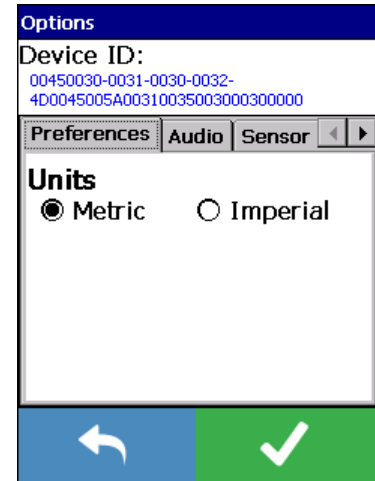 Options
Device ID:
00450030-0031-0030-0032-
4D0045005A00310035003000300000
Preferences Audio Sensor
Units
Metric Imperial